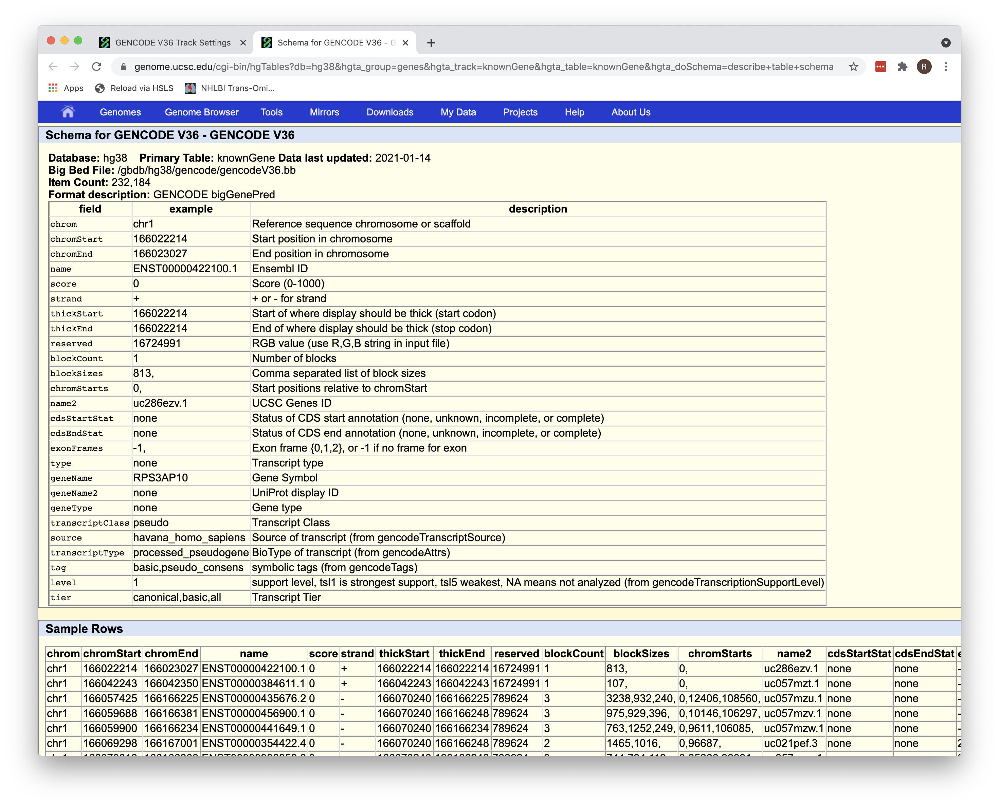 GENCODE V36 Track Settings
Schema for GENCODE V36 - G
genome.ucsc.edu/cgi-bin/hgTables?db=hg38&hgta_group=genes&hgta_track=knownGene&hgta_table=knownGene&hgta_doSchema=describe+table+schema
R
Apps Reload via HSLS NHLBI Trans-Omi...
Genomes Genome Browser Tools Mirrors Downloads My Data Projects Help About Us
Schema for GENCODE V36 - GENCODE V36
Database: hg38 Primary Table: knownGene Data last updated: 2021-01-14
Big Bed File: /gbdb/hg38/gencode/gencodeV36.bb
Item Count: 232,184
Format description: GENCODE bigGenePred
field example description
chrom chr1 Reference sequence chromosome or scaffold
chromStart 166022214 Start position in chromosome
chromEnd 166023027 End position in chromosome
name ENST00000422100.1 Ensembl ID
score 0 Score (0-1000)
strand + + or - for strand
thickStart 166022214 Start of where display should be thick (start codon)
thickEnd 166022214 End of where display should be thick (stop codon)
reserved 16724991 RGB value (use R,G,B string in input file)
blockCount 1 Number of blocks
blockSizes 813, Comma separated list of block sizes
chromStarts 0, Start positions relative to chromStart
name2 uc286ezv.1 UCSC Genes ID
cdsStartStat none Status of CDS start annotation (none, unknown, incomplete, or complete)
cdsEndStat none Status of CDS end annotation (none, unknown, incomplete, or complete)
exonFrames -1, Exon frame {0,1,2}, or -1 if no frame for exon
type none Transcript type
geneName RPS3AP10 Gene Symbol
geneName2 none UniProt display ID
geneType none Gene type
transcriptClass pseudo Transcript Class
source havana_homo_sapiens Source of transcript (from gencodeTranscriptSource)
transcriptType processed_pseudogene BioType of transcript (from gencodeAttrs)
tag basic,pseudo_consens symbolic tags (from gencodeTags)
level 1 support level, tsl1 is strongest support, tsl5 weakest, NA means not analyzed (from gencodeTranscriptionSupportLevel)
tier canonical,basic,all Transcript Tier
Sample Rows
chrom chromStart chromEnd name score strand thickStart thickEnd reserved blockCount blockSizes chromStarts name2 cdsStartStat cdsEndStat
chr1 166022214 166023027 ENST00000422100.1 0 + 166022214 166022214 16724991 1 813, 0, uc286ezv.1 none none
chr1 166042243 166042350 ENST00000384611.1 0 + 166042243 166042243 16724991 1 107, 0, uc057mzt.1 none none
chr1 166057425 166166225 ENST00000435676.2 0 - 166070240 166166225 789624 3 3238,932,240, 0,12406,108560, uc057mzu.1 none none
chr1 166059688 166166381 ENST00000456900.1 0 - 166070240 166166248 789624 3 975,929,396, 0,10146,106297, uc057mzv.1 none none
chr1 166059900 166166234 ENST00000441649.1 0 - 166070240 166166234 789624 3 763,1252,249, 0,9611,106085, uc057mzw.1 none none
chr1 166069298 166167001 ENST00000354422.4 0 - 166070240 166166248 789624 2 1465,1016, 0,96687, uc021pef.3 none none